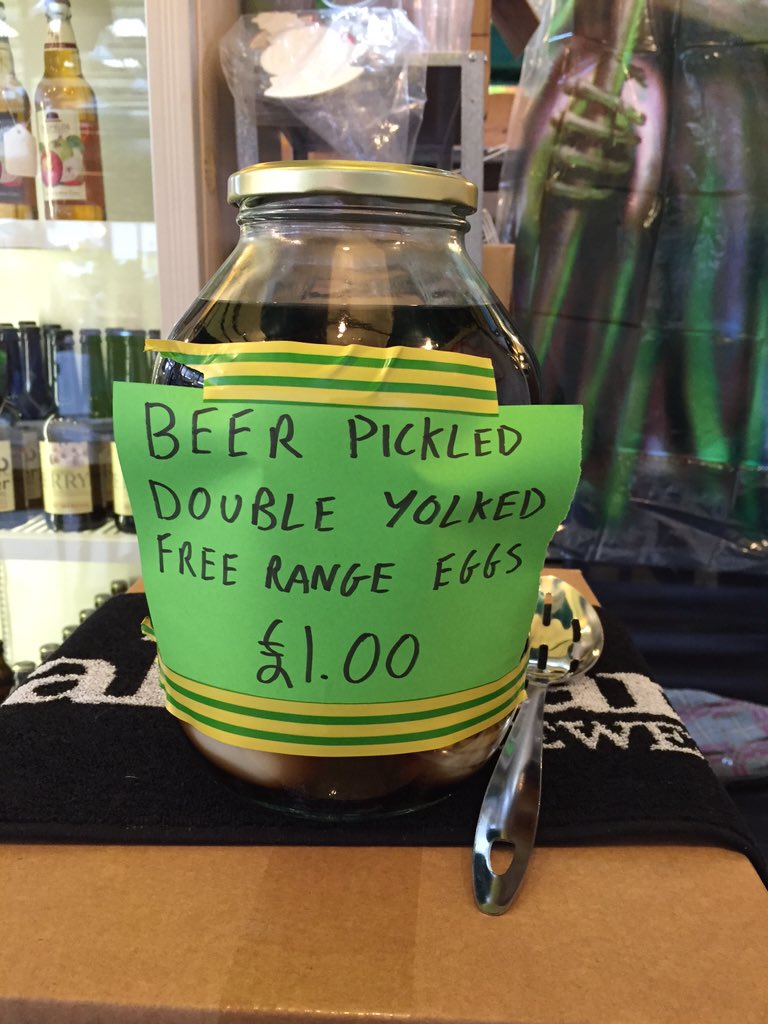 BEER PICKLED
DOUBLE YOLKED
FREE RANGE EGGS
£1.00